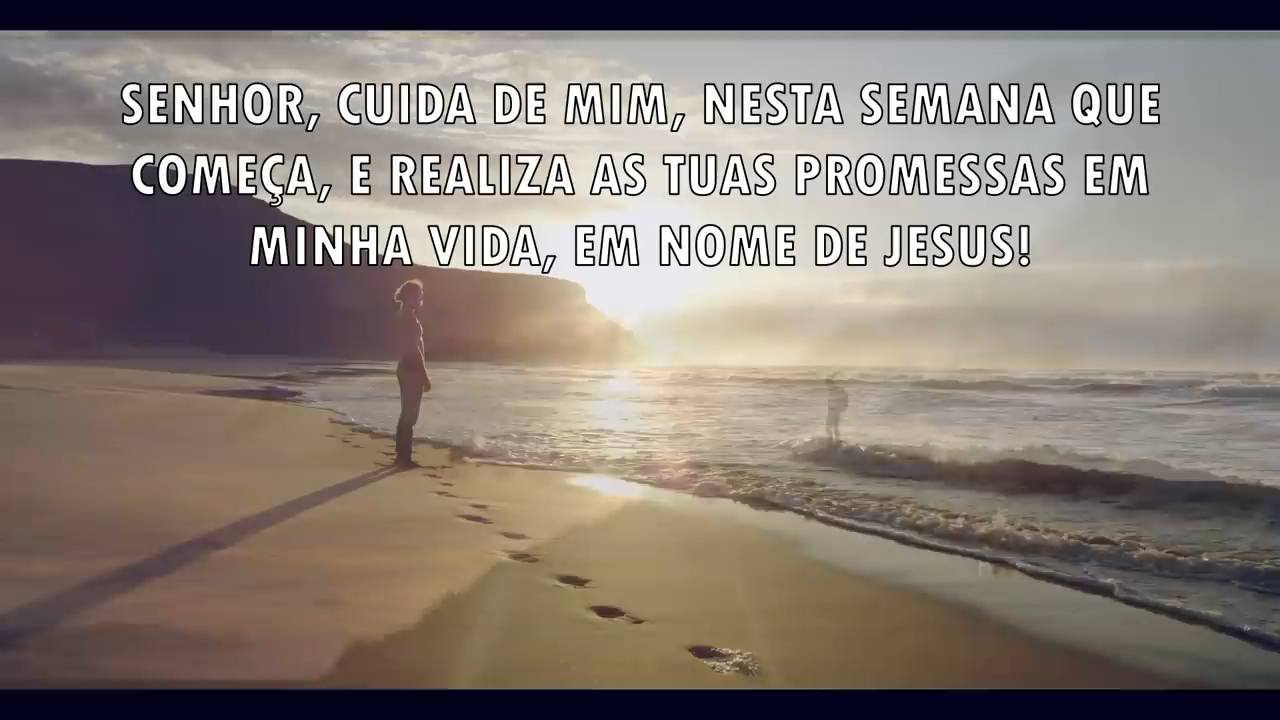 SENHOR, CUIDA DE MIM, NESTA SEMANA QUE
COMEÇA, E REALIZA AS TUAS PROMESSAS EM
MINHA VIDA, EM NOME DE JESUS!